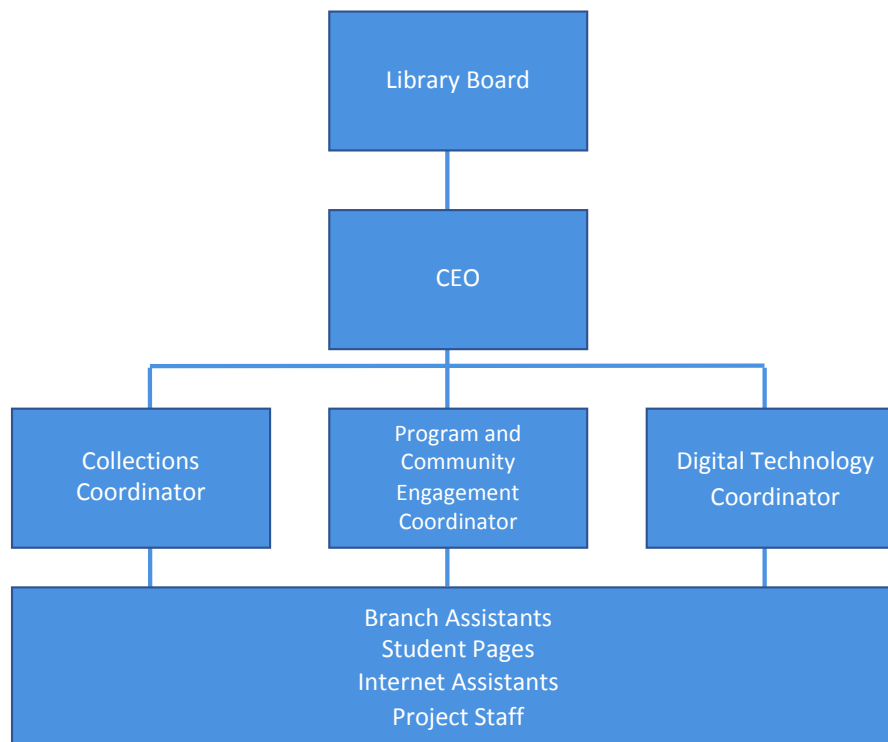 Library Board
CEO
Collections
Coordinator
Program and
Community
Engagement
Coordinator
Digital Technology
Coordinator
Branch Assistants
Student Pages
Internet Assistants
Project Staff